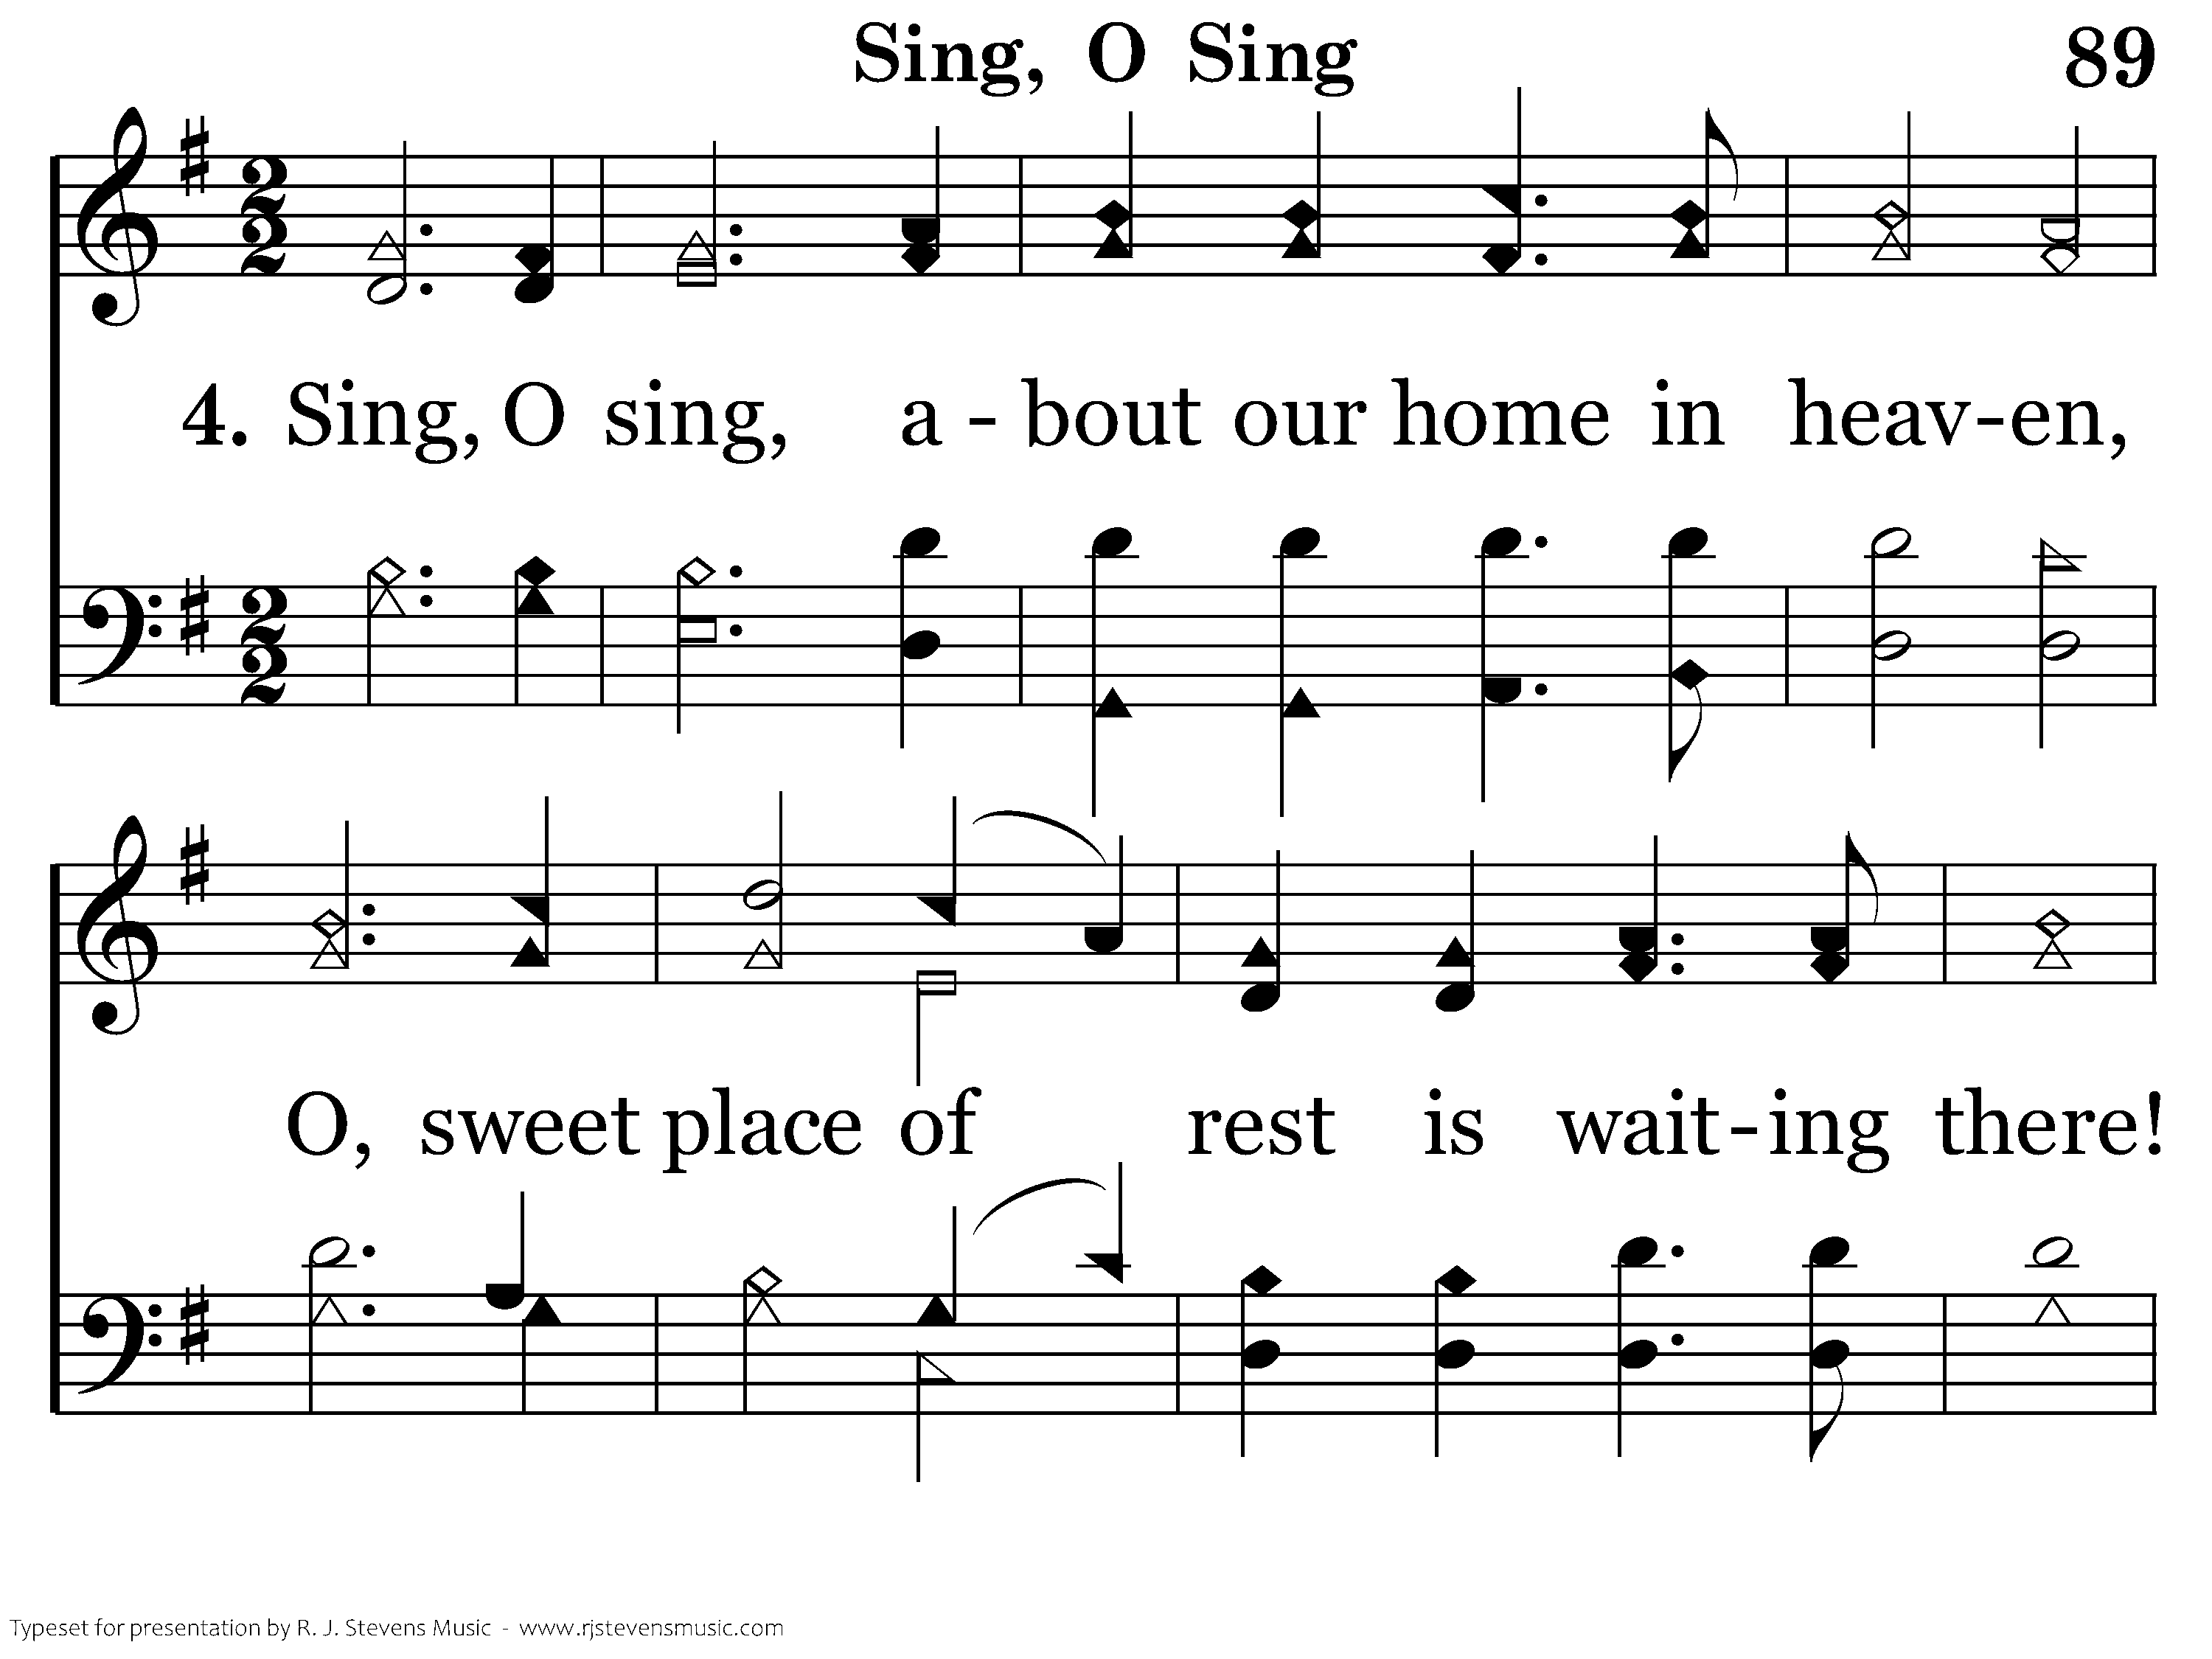 Sing, O Sing 89
4. Sing, O sing, a - bout our home in heav-en,
O, sweet place of rest is wait-ing there!
Typeset for presentation by R. J. Stevens Music - www.rjstevensmusic.com